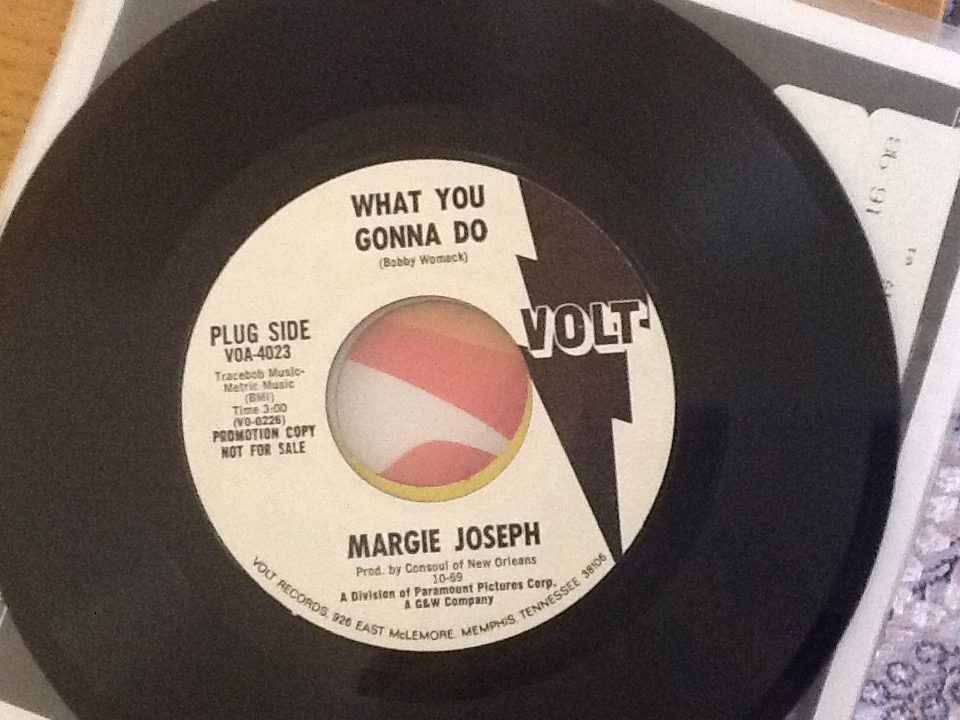 WHAT YOU
GONNA DO
(Bobby Womack)
VOLT
PLUG SIDE
VOA-4023
Tracebob Music-
Metric Music
(BMI)
Time 3:00
(VO-0226)
PROMOTION COPY
NOT FOR SALE
MARGIE JOSEPH
Prod. by Consoul of New Orleans
10-69
A Division of Paramount Pictures Corp.
A G&W Company
VOLT RECORDS, 926 EAST McLEMORE, MEMPHIS, TENNESSEE 38106